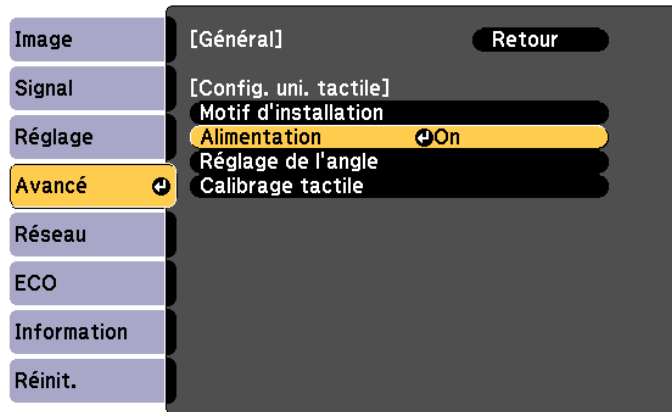 Image
Signal
Réglage
Avancé
Réseau
ECO
Information
Réinit.
[Général] Retour
[Config. uni. tactile]
Motif d'installation
Alimentation On
Réglage de l'angle
Calibrage tactile